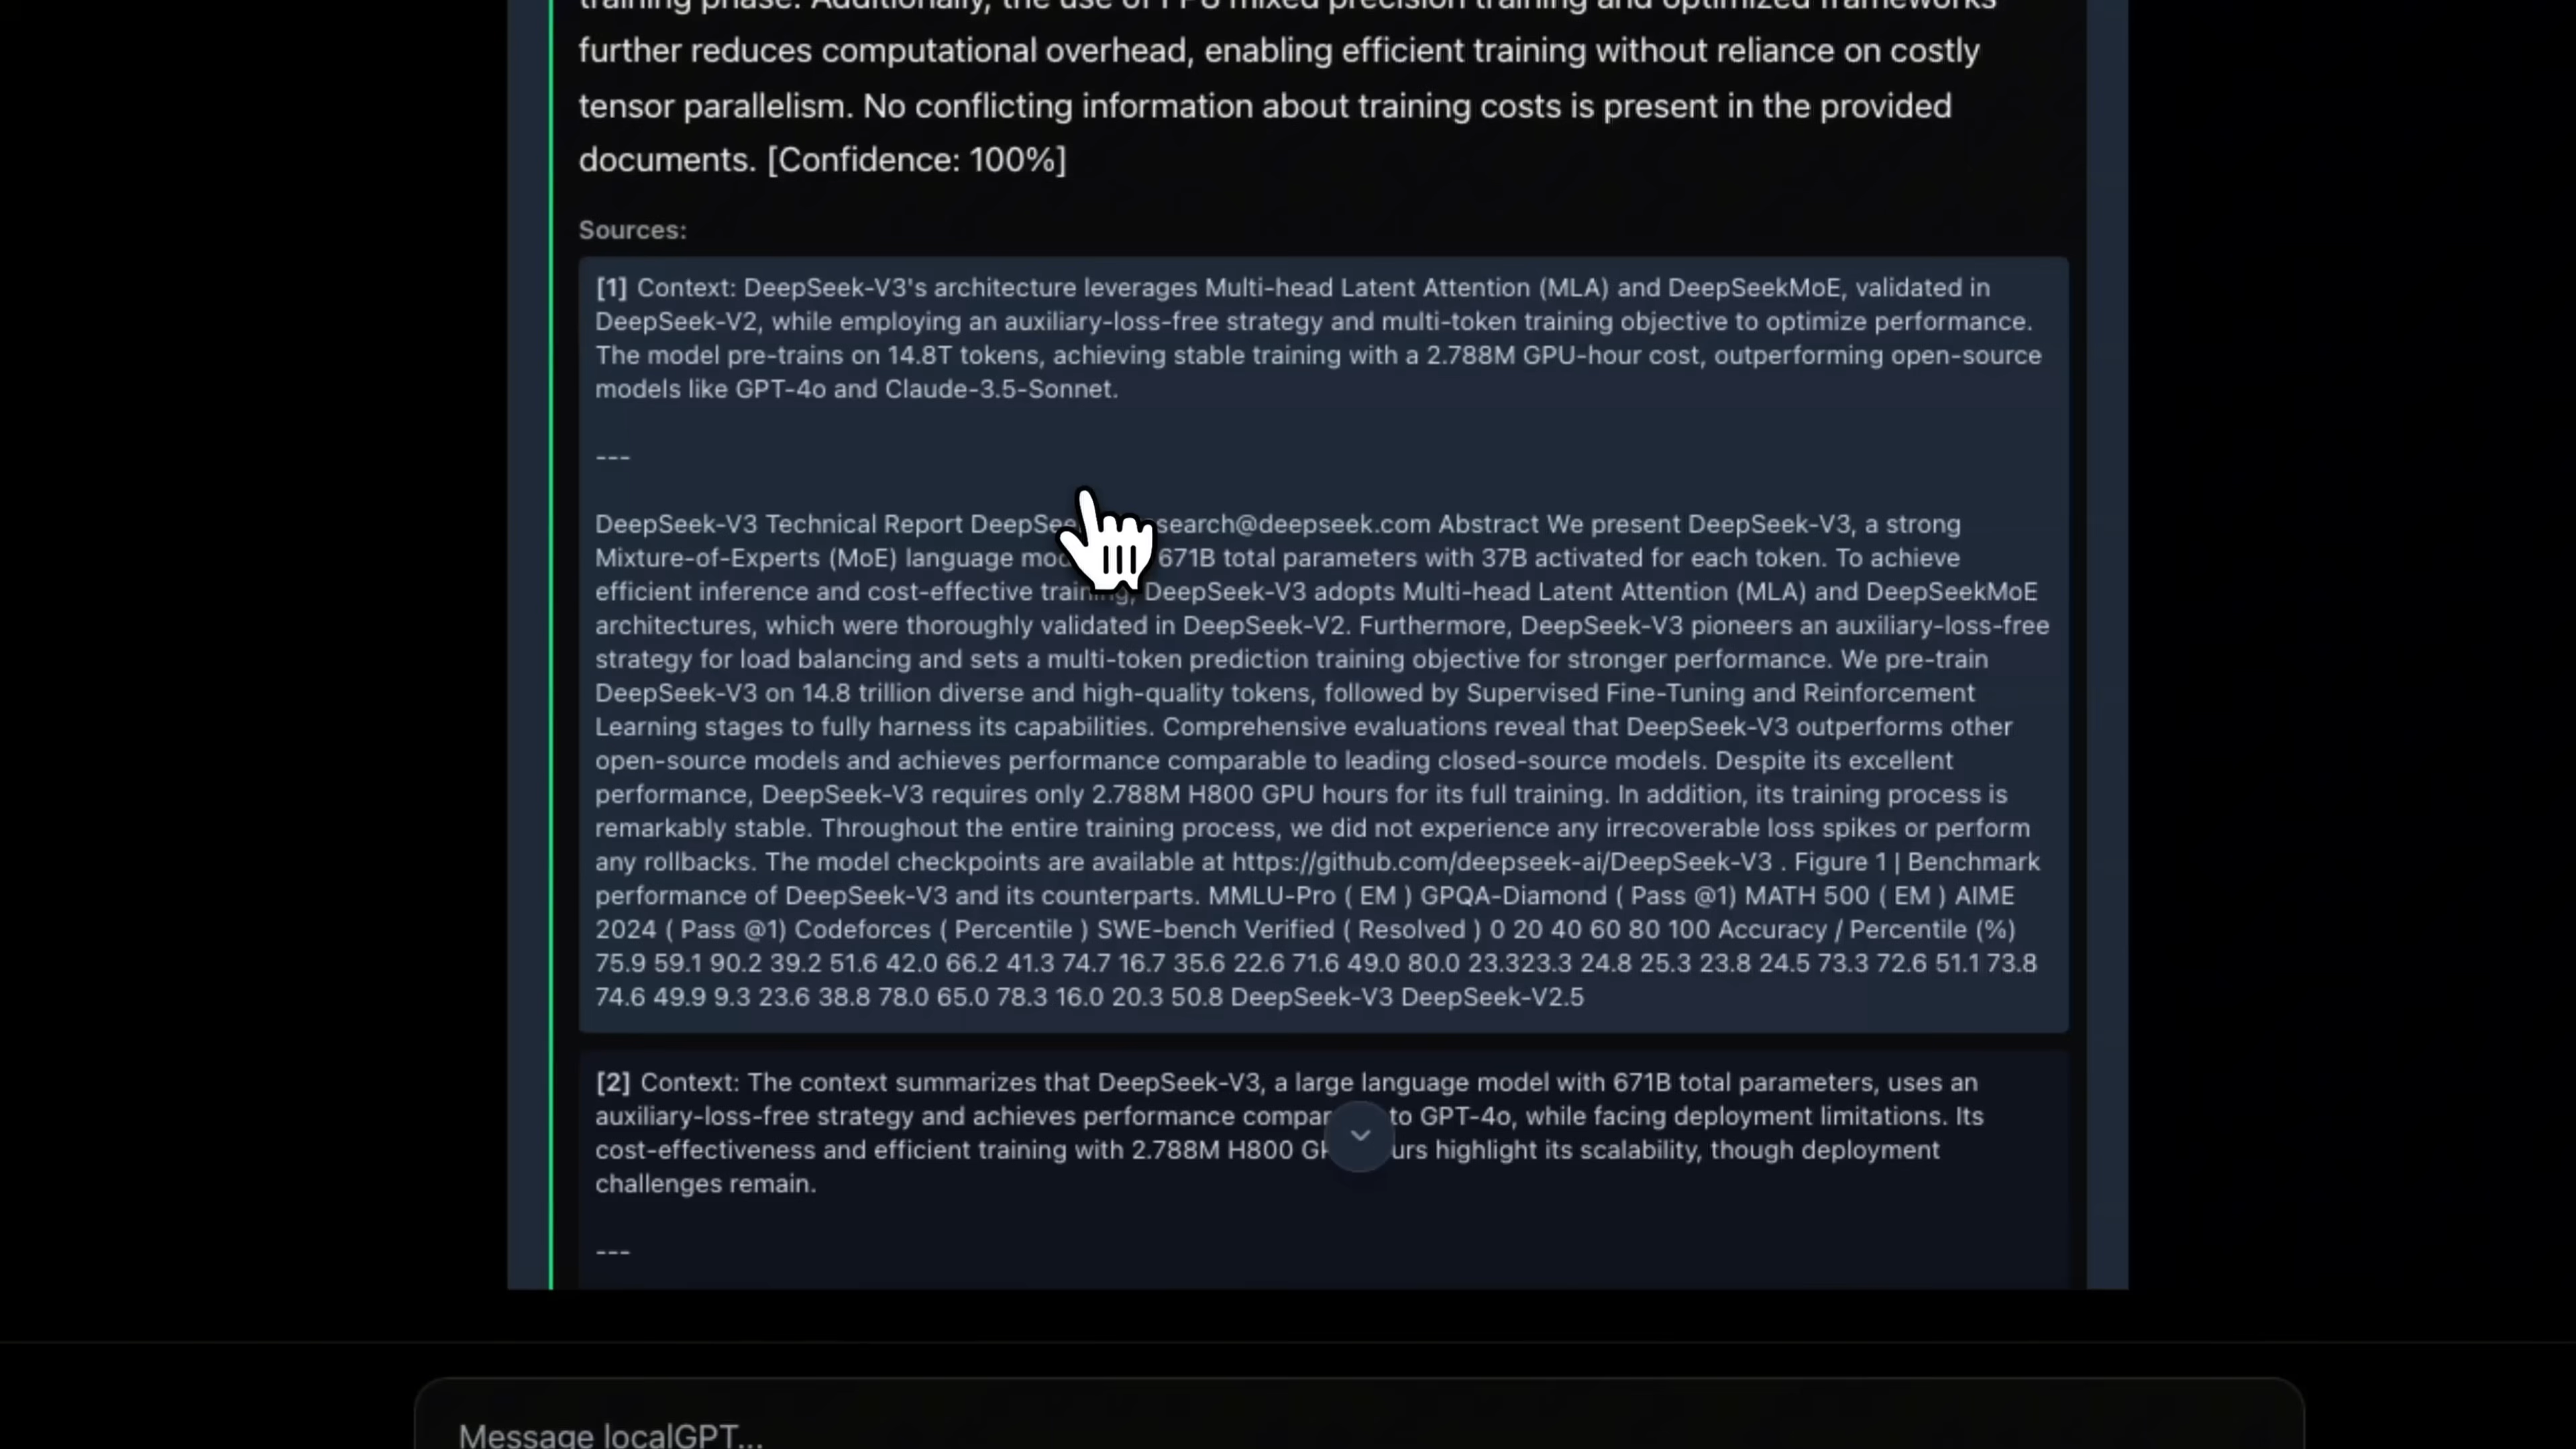 training phase. Additionally, the use of FP8 mixed precision training and optimized frameworks
further reduces computational overhead, enabling efficient training without reliance on costly
tensor parallelism. No conflicting information about training costs is present in the provided
documents. [Confidence: 100%]
Sources:
[1] Context: DeepSeek-V3's architecture leverages Multi-head Latent Attention (MLA) and DeepSeekMoE, validated in
DeepSeek-V2, while employing an auxiliary-loss-free strategy and multi-token training objective to optimize performance.
The model pre-trains on 14.8T tokens, achieving stable training with a 2.788M GPU-hour cost, outperforming open-source
models like GPT-4o and Claude-3.5-Sonnet.
---
DeepSeek-V3 Technical Report search@deepseek.com Abstract We present DeepSeek-V3, a strong
Mixture-of-Experts (MoE) language 671B total parameters with 37B activated for each token. To achieve
efficient inference and cost-effective training, DeepSeek-V3 adopts Multi-head Latent Attention (MLA) and DeepSeekMoE
architectures, which were thoroughly validated in DeepSeek-V2. Furthermore, DeepSeek-V3 pioneers an auxiliary-loss-free
strategy for load balancing and sets a multi-token prediction training objective for stronger performance. We pre-train
DeepSeek-V3 on 14.8 trillion diverse and high-quality tokens, followed by Supervised Fine-Tuning and Reinforcement
Learning stages to fully harness its capabilities. Comprehensive evaluations reveal that DeepSeek-V3 outperforms other
open-source models and achieves performance comparable to leading closed-source models. Despite its excellent
performance, DeepSeek-V3 requires only 2.788M H800 GPU hours for its full training. In addition, its training process is
remarkably stable. Throughout the entire training process, we did not experience any irrecoverable loss spikes or perform
any rollbacks. The model checkpoints are available at https://github.com/deepseek-ai/DeepSeek-V3 . Figure 1 | Benchmark
performance of DeepSeek-V3 and its counterparts. MMLU-Pro ( EM ) GPQA-Diamond ( Pass @1) MATH 500 ( EM ) AIME
2024 ( Pass @1) Codeforces ( Percentile ) SWE-bench Verified ( Resolved ) 0 20 40 60 80 100 Accuracy / Percentile (%)
75.9 59.1 90.2 39.2 51.6 42.0 66.2 41.3 74.7 16.7 35.6 22.6 71.6 49.0 80.0 23.323.3 24.8 25.3 23.8 24.5 73.3 72.6 51.1 73.8
74.6 49.9 9.3 23.6 38.8 78.0 65.0 78.3 16.0 20.3 50.8 DeepSeek-V3 DeepSeek-V2.5
[2] Context: The context summarizes that DeepSeek-V3, a large language model with 671B total parameters, uses an
auxiliary-loss-free strategy and achieves performance to GPT-4o, while facing deployment limitations. Its
cost-effectiveness and efficient training with 2.788M H800 highlight its scalability, though deployment
challenges remain.
---
Message localGPT...